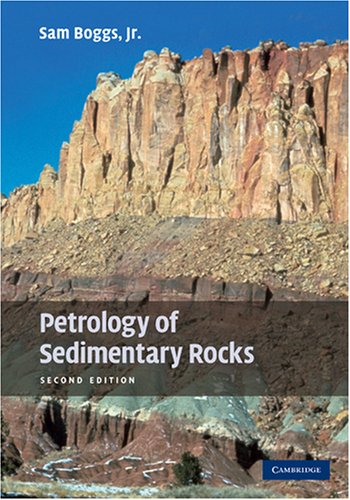 Sam Boggs, Jr.
Petrology of
Sedimentary Rocks
SECOND EDITION
CAMBRIDGE